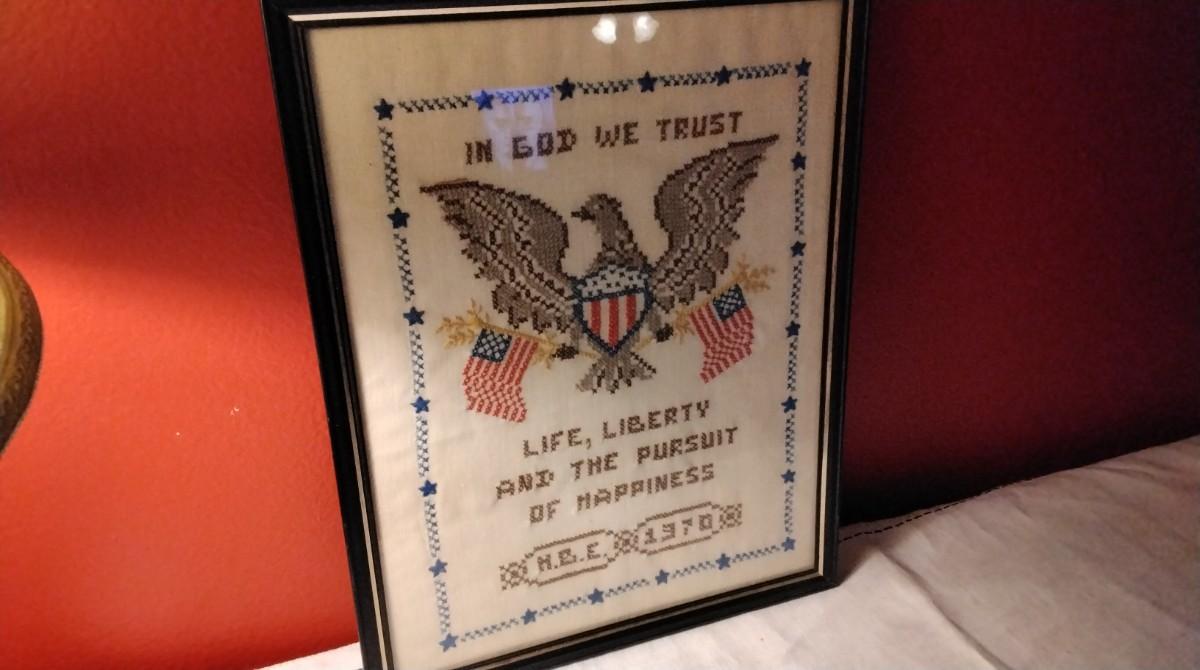 IN GOD WE TRUST
LIFE, LIBERTY
AND THE PURSUIT
OF HAPPINESS
H.B.E. 1970